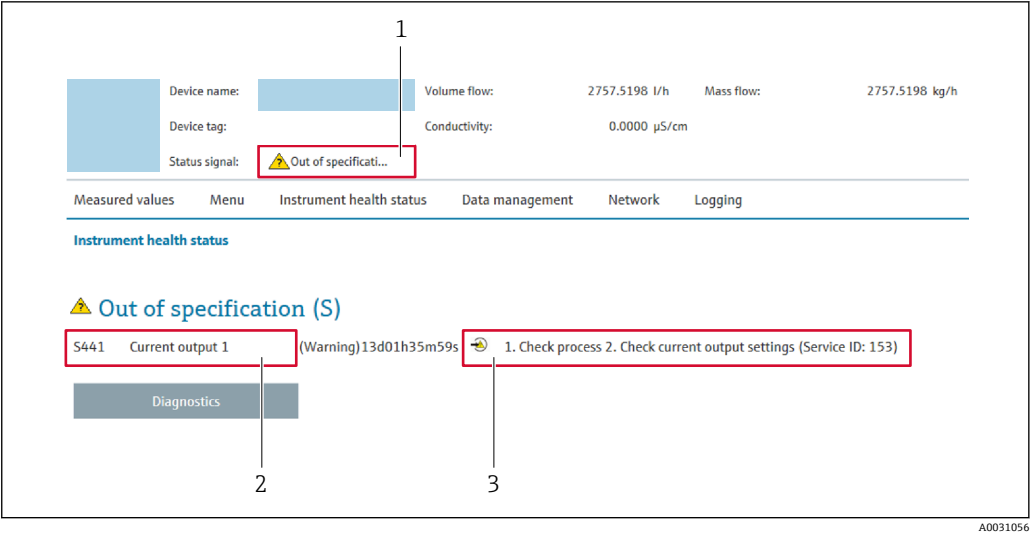 1
Device name: Volume flow: 2757.5198 l/h Mass flow: 2757.5198 kg/h
Device tag: Conductivity: 0.0000 µS/cm
Status signal: Out of specificati...
Measured values Menu Instrument health status Data management Network Logging
Instrument health status
Out of specification (S)
S441 Current output 1 (Warning)13d01h35m59s 1. Check process 2. Check current output settings (Service ID: 153)
Diagnostics
2 3
A0031056